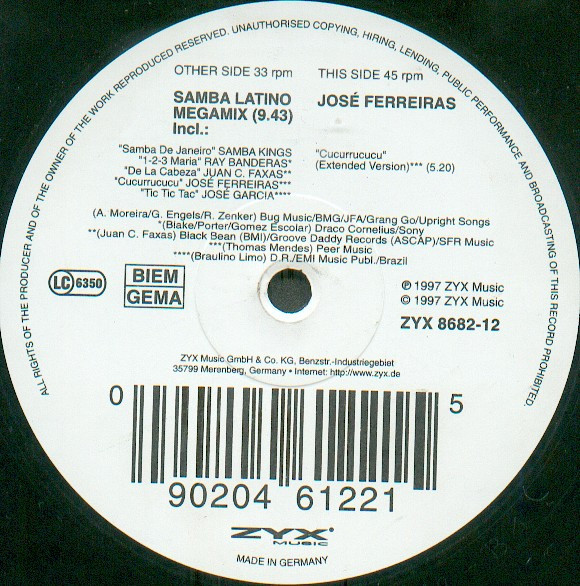 ALL RIGHTS OF THE PRODUCER AND OF THE OWNER OF THE WORK REPRODUCED RESERVED. UNAUTHORISED COPYING, HIRING, LENDING, PUBLIC PERFORMANCE AND BROADCASTING OF THIS RECORD PROHIBITED.
OTHER SIDE 33 rpm
SAMBA LATINO
MEGAMIX (9.43)
Incl.:
"Samba De Janeiro" SAMBA KINGS
"1-2-3 Maria" RAY BANDERAS*
"De La Cabeza" JUAN C. FAXAS**
"Cucurrucucu" JOSÉ FERREIRAS***
"Tic Tic Tac" JOSÉ GARCIA****
THIS SIDE 45 rpm
JOSÉ FERREIRAS
"Cucurrucucu"
(Extended Version)*** (5.20)
(A. Moreira/G. Engels/R. Zenker) Bug Music/BMG/JFA/Grang Go/Upright Songs
*(Blake/Porter/Gomez Escolar) Draco Cornelius/Sony
**(Juan C. Faxas) Black Bean (BMI)/Groove Daddy Records (ASCAP)/SFR Music
***(Thomas Mendes) Peer Music
****(Braulino Limo) D.R./EMI Music Publ./Brazil
LC 6350
BIEM
GEMA
℗ 1997 ZYX Music
© 1997 ZYX Music
ZYX 8682-12
ZYX Music GmbH & Co. KG, Benzstr.-Industriegebiet
35799 Merenberg, Germany • Internet: http://www.zyx.de
0 90204 61221 5
ZYX
MUSIC
MADE IN GERMANY